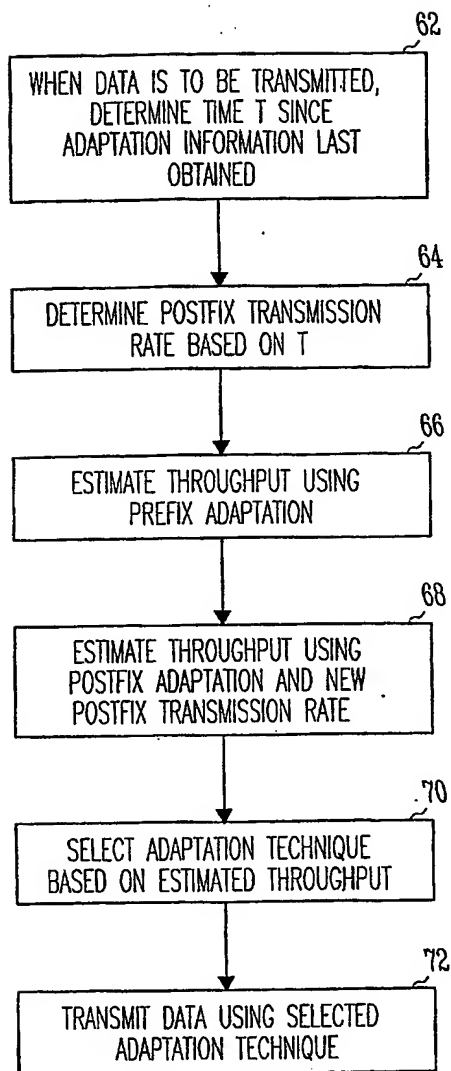 62
WHEN DATA IS TO BE TRANSMITTED,
DETERMINE TIME T SINCE
ADAPTATION INFORMATION LAST
OBTAINED
64
DETERMINE POSTFIX TRANSMISSION
RATE BASED ON T
66
ESTIMATE THROUGHPUT USING
PREFIX ADAPTATION
68
ESTIMATE THROUGHPUT USING
POSTFIX ADAPTATION AND NEW
POSTFIX TRANSMISSION RATE
70
SELECT ADAPTATION TECHNIQUE
BASED ON ESTIMATED THROUGHPUT
72
TRANSMIT DATA USING SELECTED
ADAPTATION TECHNIQUE